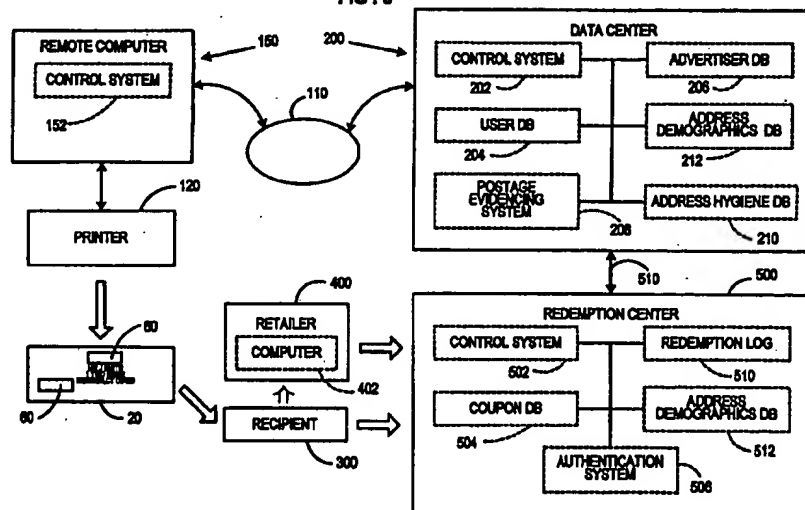 REMOTE COMPUTER
CONTROL SYSTEM
152
150
200
110
120
PRINTER
60
60
20
RETAILER
COMPUTER
400
402
RECIPIENT
300
DATA CENTER
CONTROL SYSTEM
202
ADVERTISER DB
206
USER DB
204
ADDRESS
DEMOGRAPHICS DB
212
POSTAGE
EVIDENCING
SYSTEM
208
ADDRESS HYGIENE DB
210
510
500
REDEMPTION CENTER
CONTROL SYSTEM
502
REDEMPTION LOG
510
COUPON DB
504
ADDRESS
DEMOGRAPHICS DB
512
AUTHENTICATION
SYSTEM
506